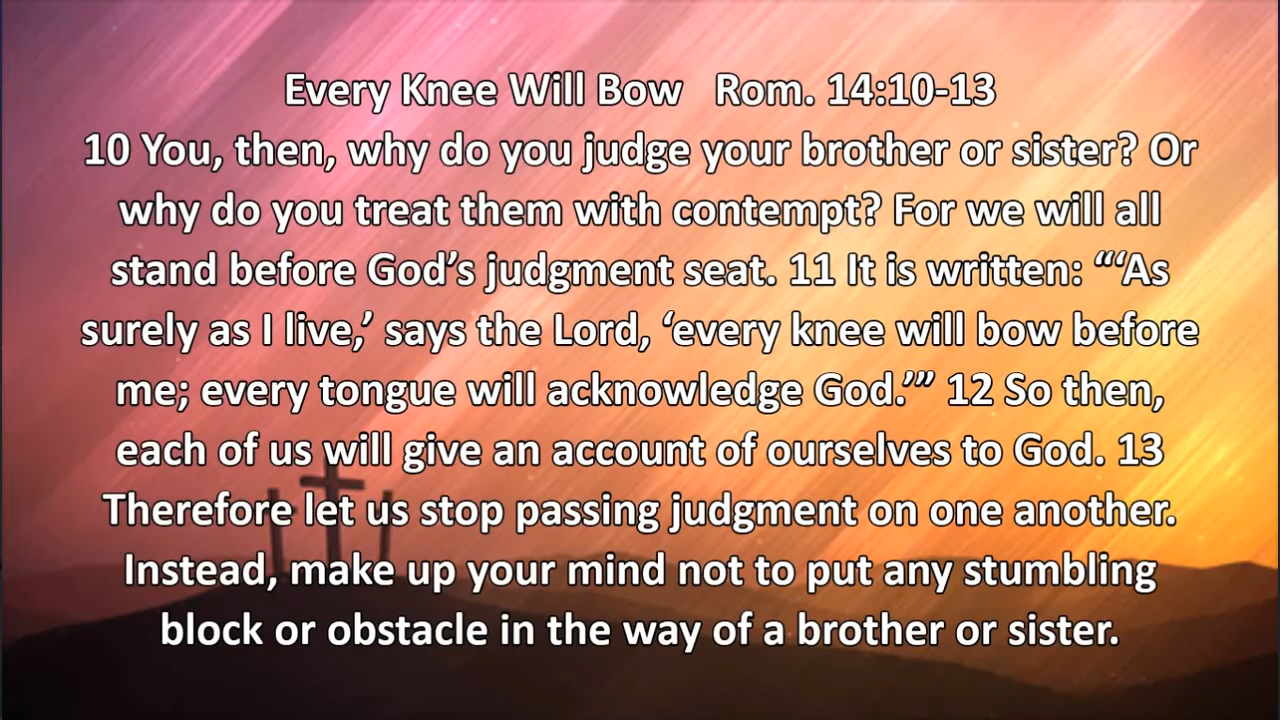 Every Knee Will Bow   Rom. 14:10-13
10 You, then, why do you judge your brother or sister? Or
why do you treat them with contempt? For we will all
stand before God’s judgment seat. 11 It is written: “‘As
surely as I live,’ says the Lord, ‘every knee will bow before
me; every tongue will acknowledge God.’” 12 So then,
each of us will give an account of ourselves to God. 13
Therefore let us stop passing judgment on one another.
Instead, make up your mind not to put any stumbling
block or obstacle in the way of a brother or sister.